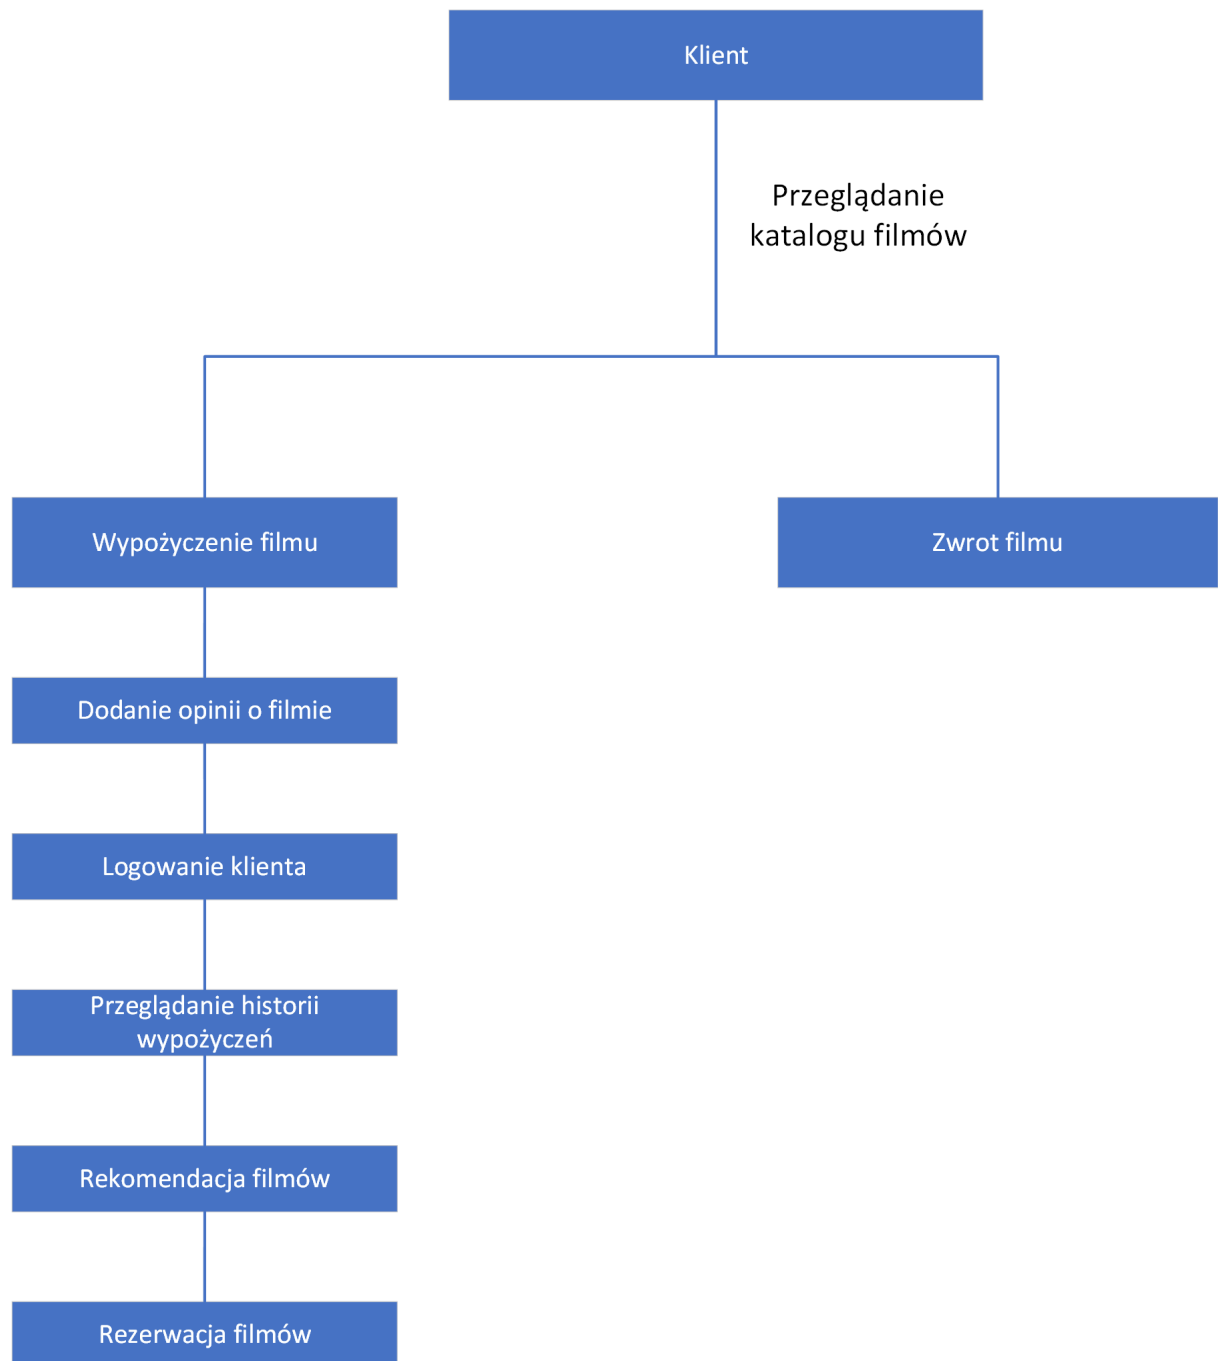 Klient
Przeglądanie
katalogu filmów
Wypożyczenie filmu
Zwrot filmu
Dodanie opinii o filmie
Logowanie klienta
Przeglądanie historii
wypożyczeń
Rekomendacja filmów
Rezerwacja filmów